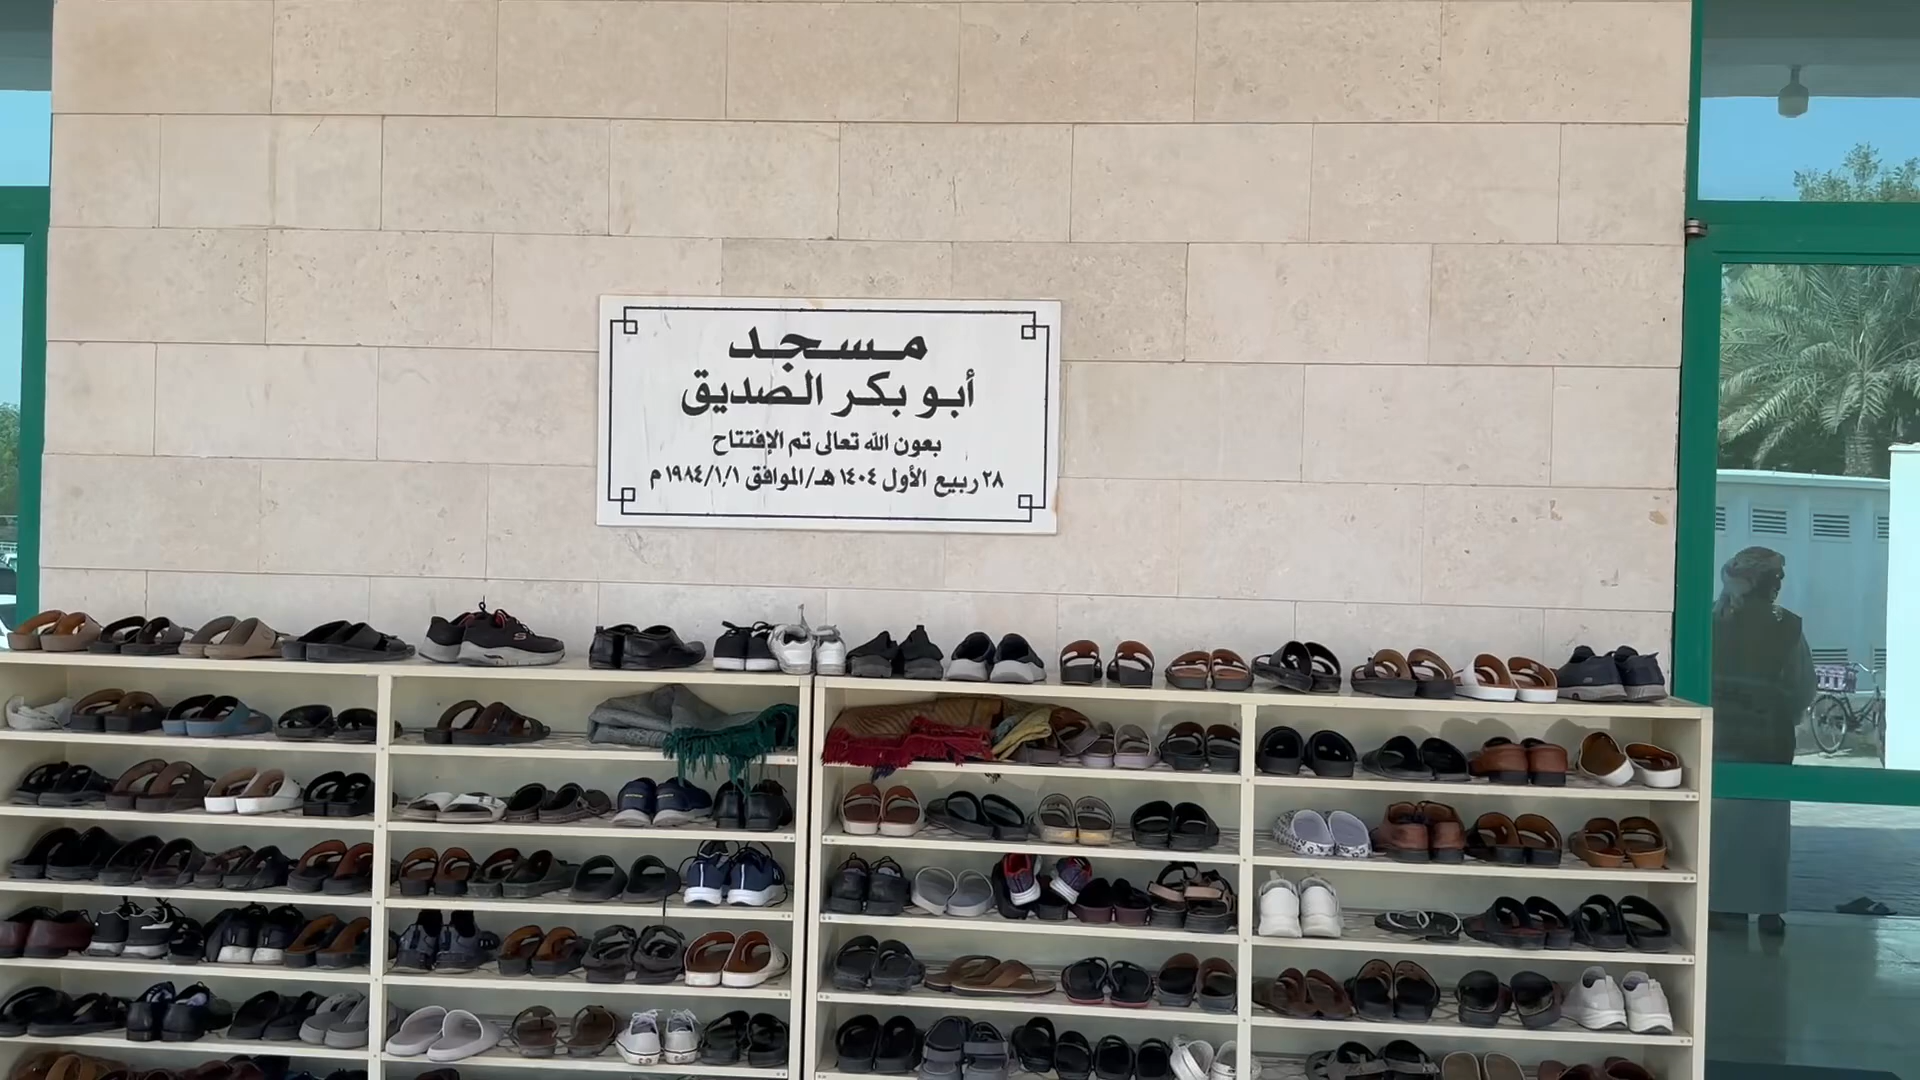 مسجد
أبو بكر الصديق
بعون الله تعالى تم الإفتتاح
٢٨ ربيع الأول ١٤٠٤ هـ/الموافق ١/١/١٩٨٤ م